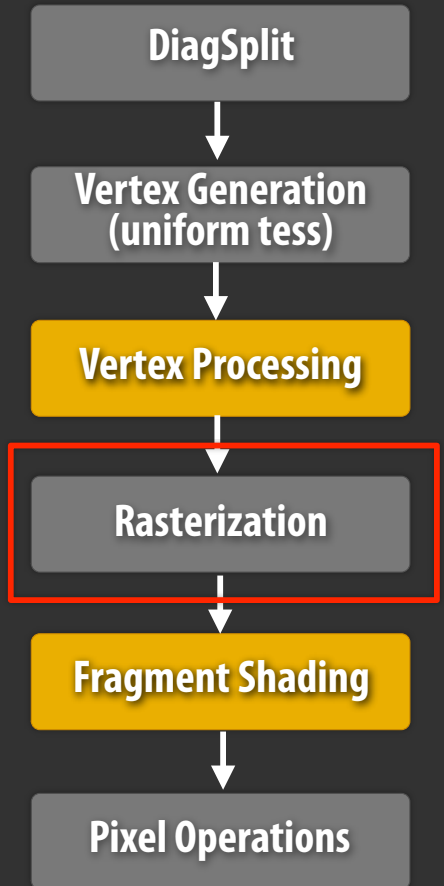 DiagSplit
Vertex Generation
(uniform tess)
Vertex Processing
Rasterization
Fragment Shading
Pixel Operations